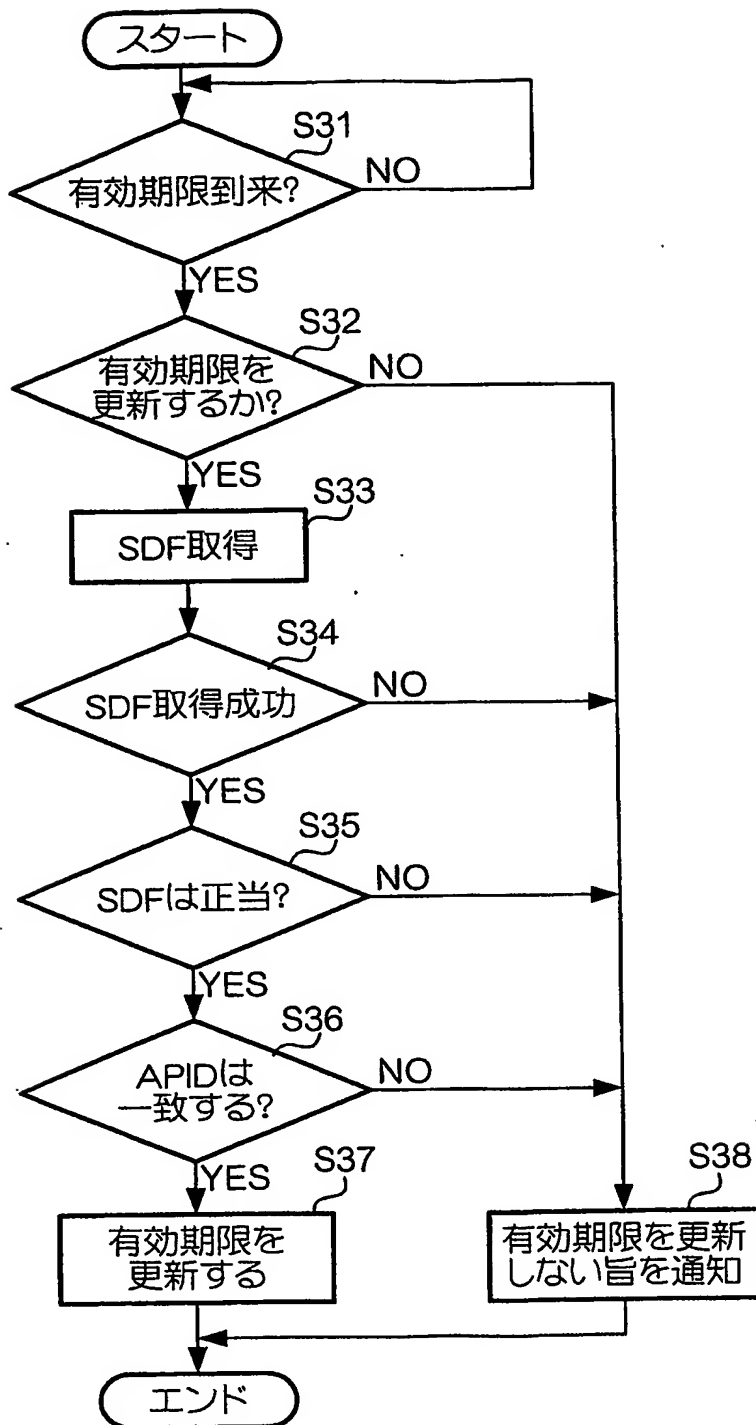 スタート
S31
有効期限到来?
NO
YES
S32
有効期限を
更新するか?
NO
YES
S33
SDF取得
S34
SDF取得成功
NO
YES
S35
SDFは正当?
NO
YES
S36
APIDは
一致する?
NO
YES
S37
有効期限を
更新する
S38
有効期限を更新
しない旨を通知
エンド